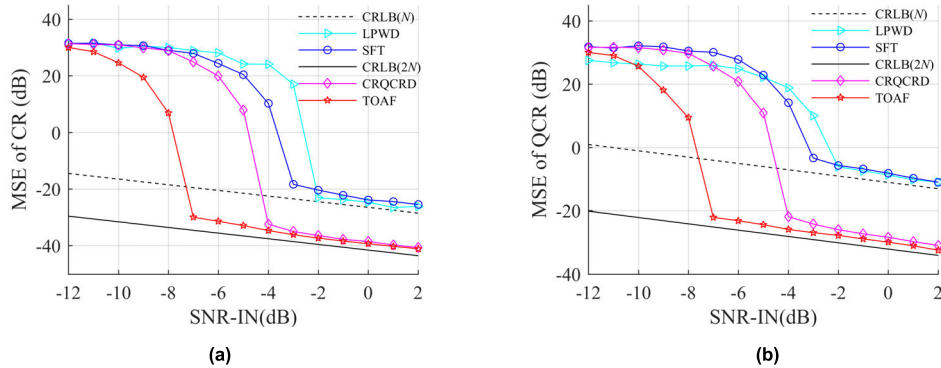 40
20
0
-20
-40
-12
-10
-8
-6
-4
-2
0
2
MSE of CR (dB)
SNR-IN(dB)
CRLB(N)
LPWD
SFT
CRLB(2N)
CRQCRD
TOAF
(a)
40
20
0
-20
-40
-12
-10
-8
-6
-4
-2
0
2
MSE of QCR (dB)
SNR-IN(dB)
CRLB(N)
LPWD
SFT
CRLB(2N)
CRQCRD
TOAF
(b)